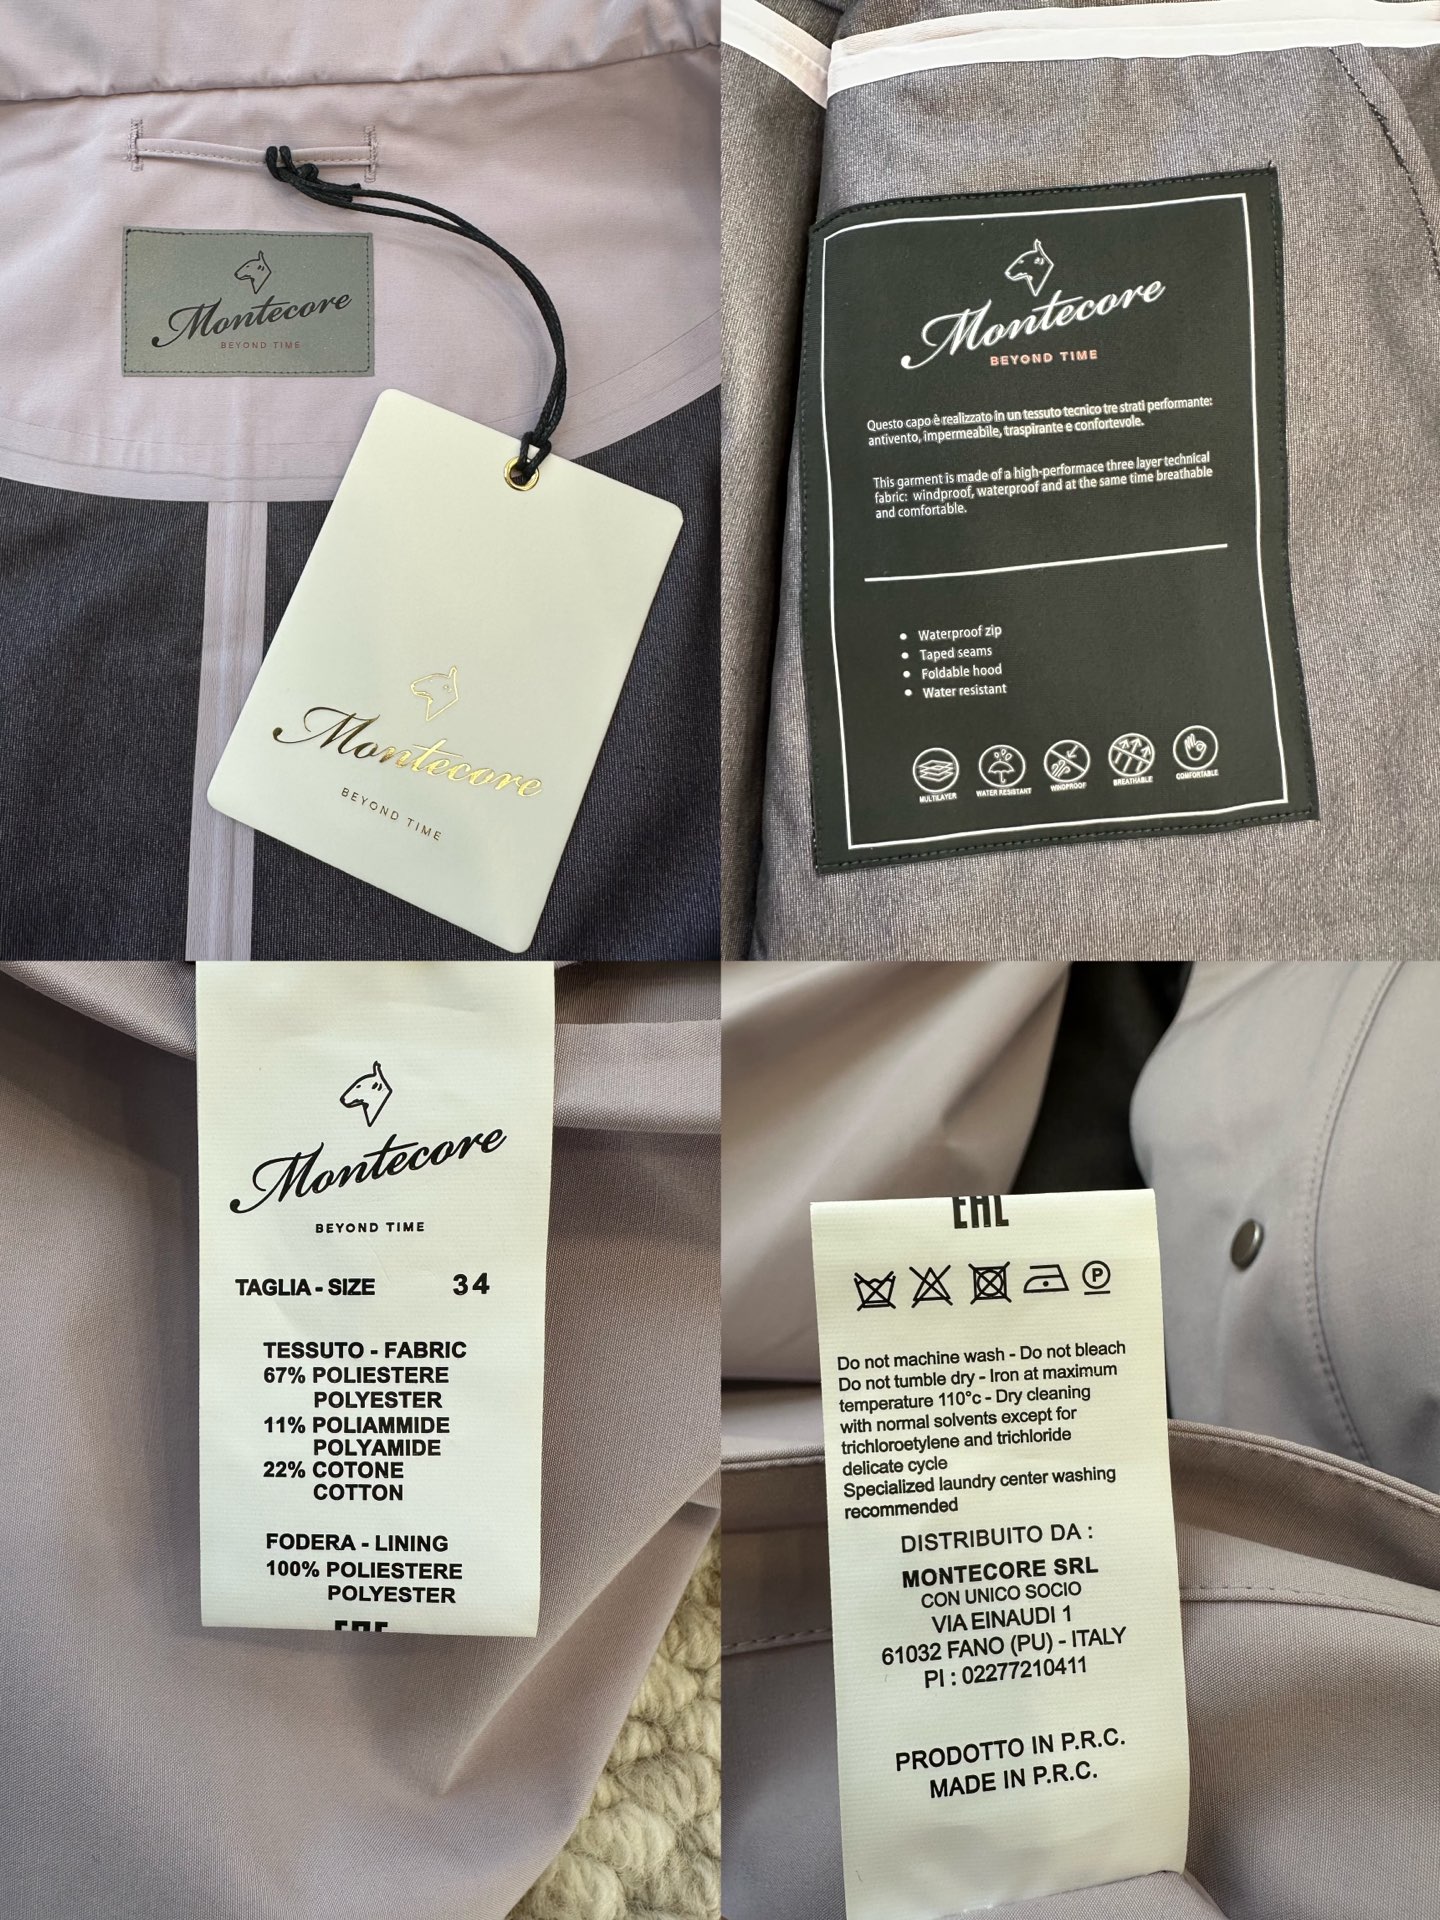 Montecore
BEYOND TIME
Montecore
BEYOND TIME
Montecore
BEYOND TIME
Questo capo è realizzato in un tessuto tecnico tre strati performante:
antivento, impermeabile, traspirante e confortevole.
This garment is made of a high-performace three layer technical
fabric: windproof, waterproof and at the same time breathable
and comfortable.
• Waterproof zip
• Taped seams
• Foldable hood
• Water resistant
MULTILAYER WATER RESISTANT WINDPROOF BREATHABLE COMFORTABLE
Montecore
BEYOND TIME
TAGLIA - SIZE 34
TESSUTO - FABRIC
67% POLIESTERE
POLYESTER
11% POLIAMMIDE
POLYAMIDE
22% COTONE
COTTON
FODERA - LINING
100% POLIESTERE
POLYESTER
EAC
P
Do not machine wash - Do not bleach
Do not tumble dry - Iron at maximum
temperature 110°c - Dry cleaning
with normal solvents except for
trichloroetylene and trichloride
delicate cycle
Specialized laundry center washing
recommended
DISTRIBUITO DA :
MONTECORE SRL
CON UNICO SOCIO
VIA EINAUDI 1
61032 FANO (PU) - ITALY
PI : 02277210411
PRODOTTO IN P.R.C.
MADE IN P.R.C.